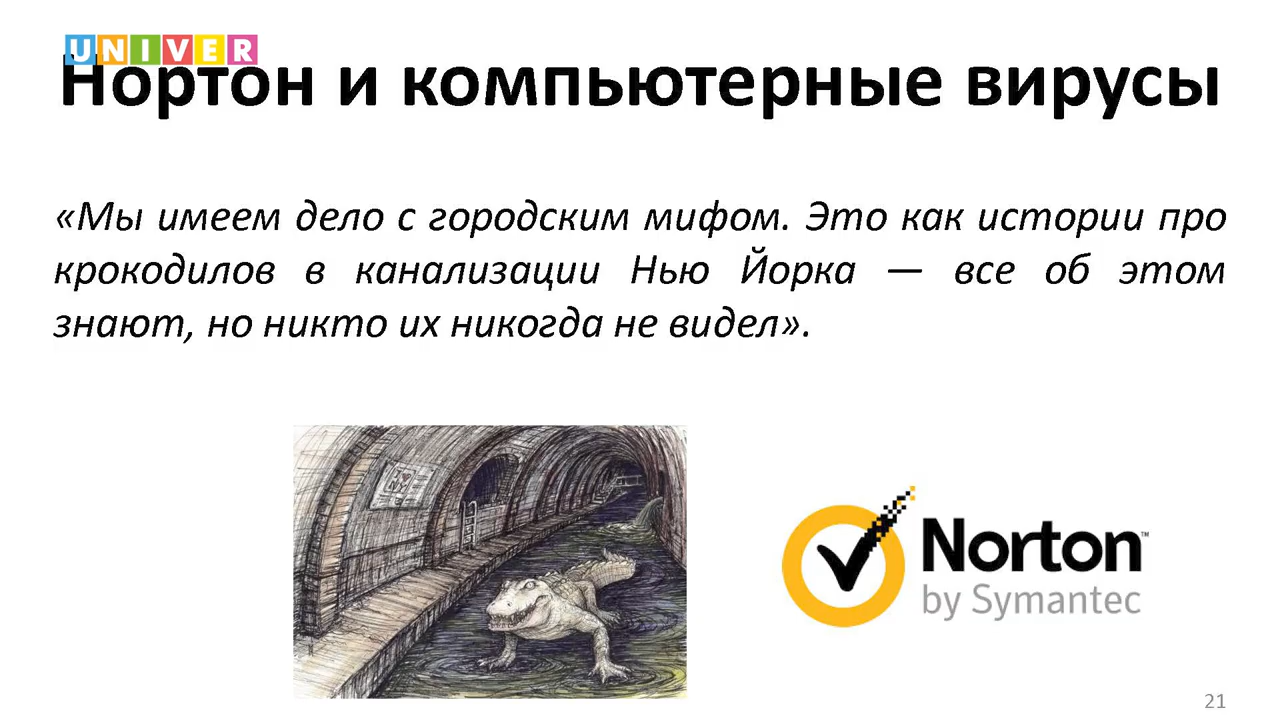 UNIVER
Нортон и компьютерные вирусы
«Мы имеем дело с городским мифом. Это как истории про
крокодилов в канализации Нью Йорка — все об этом
знают, но никто их никогда не видел».
Norton™
by Symantec
21